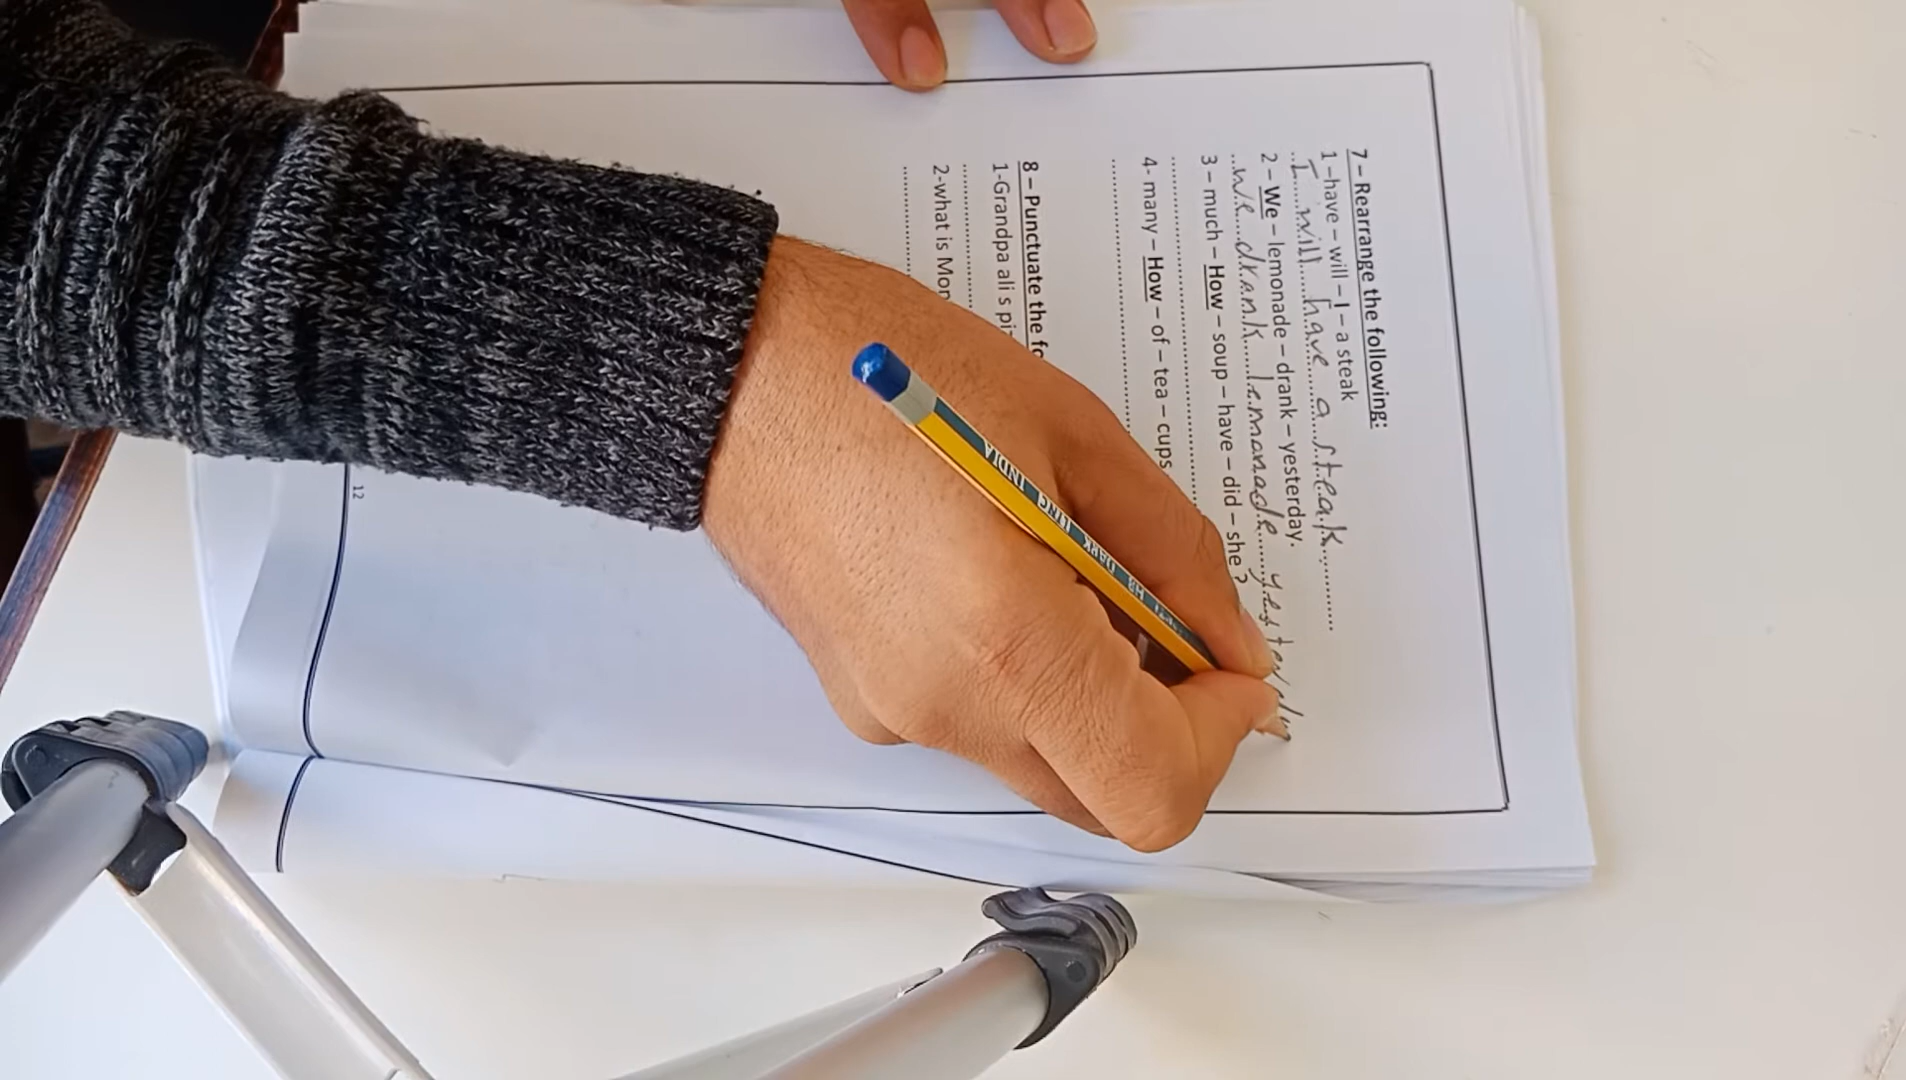 7 – Rearrange the following:
1 –have – will – I – a steak
I will have a steak
2 – We – lemonade – drank – yesterday.
we drank lemonade
3 – much – How – soup – have – did – she ?
4- many – How – of – tea – cups
8 – Punctuate the
1-Grandpa ali s
2-what is
12
LINC INDIA
HB DARK